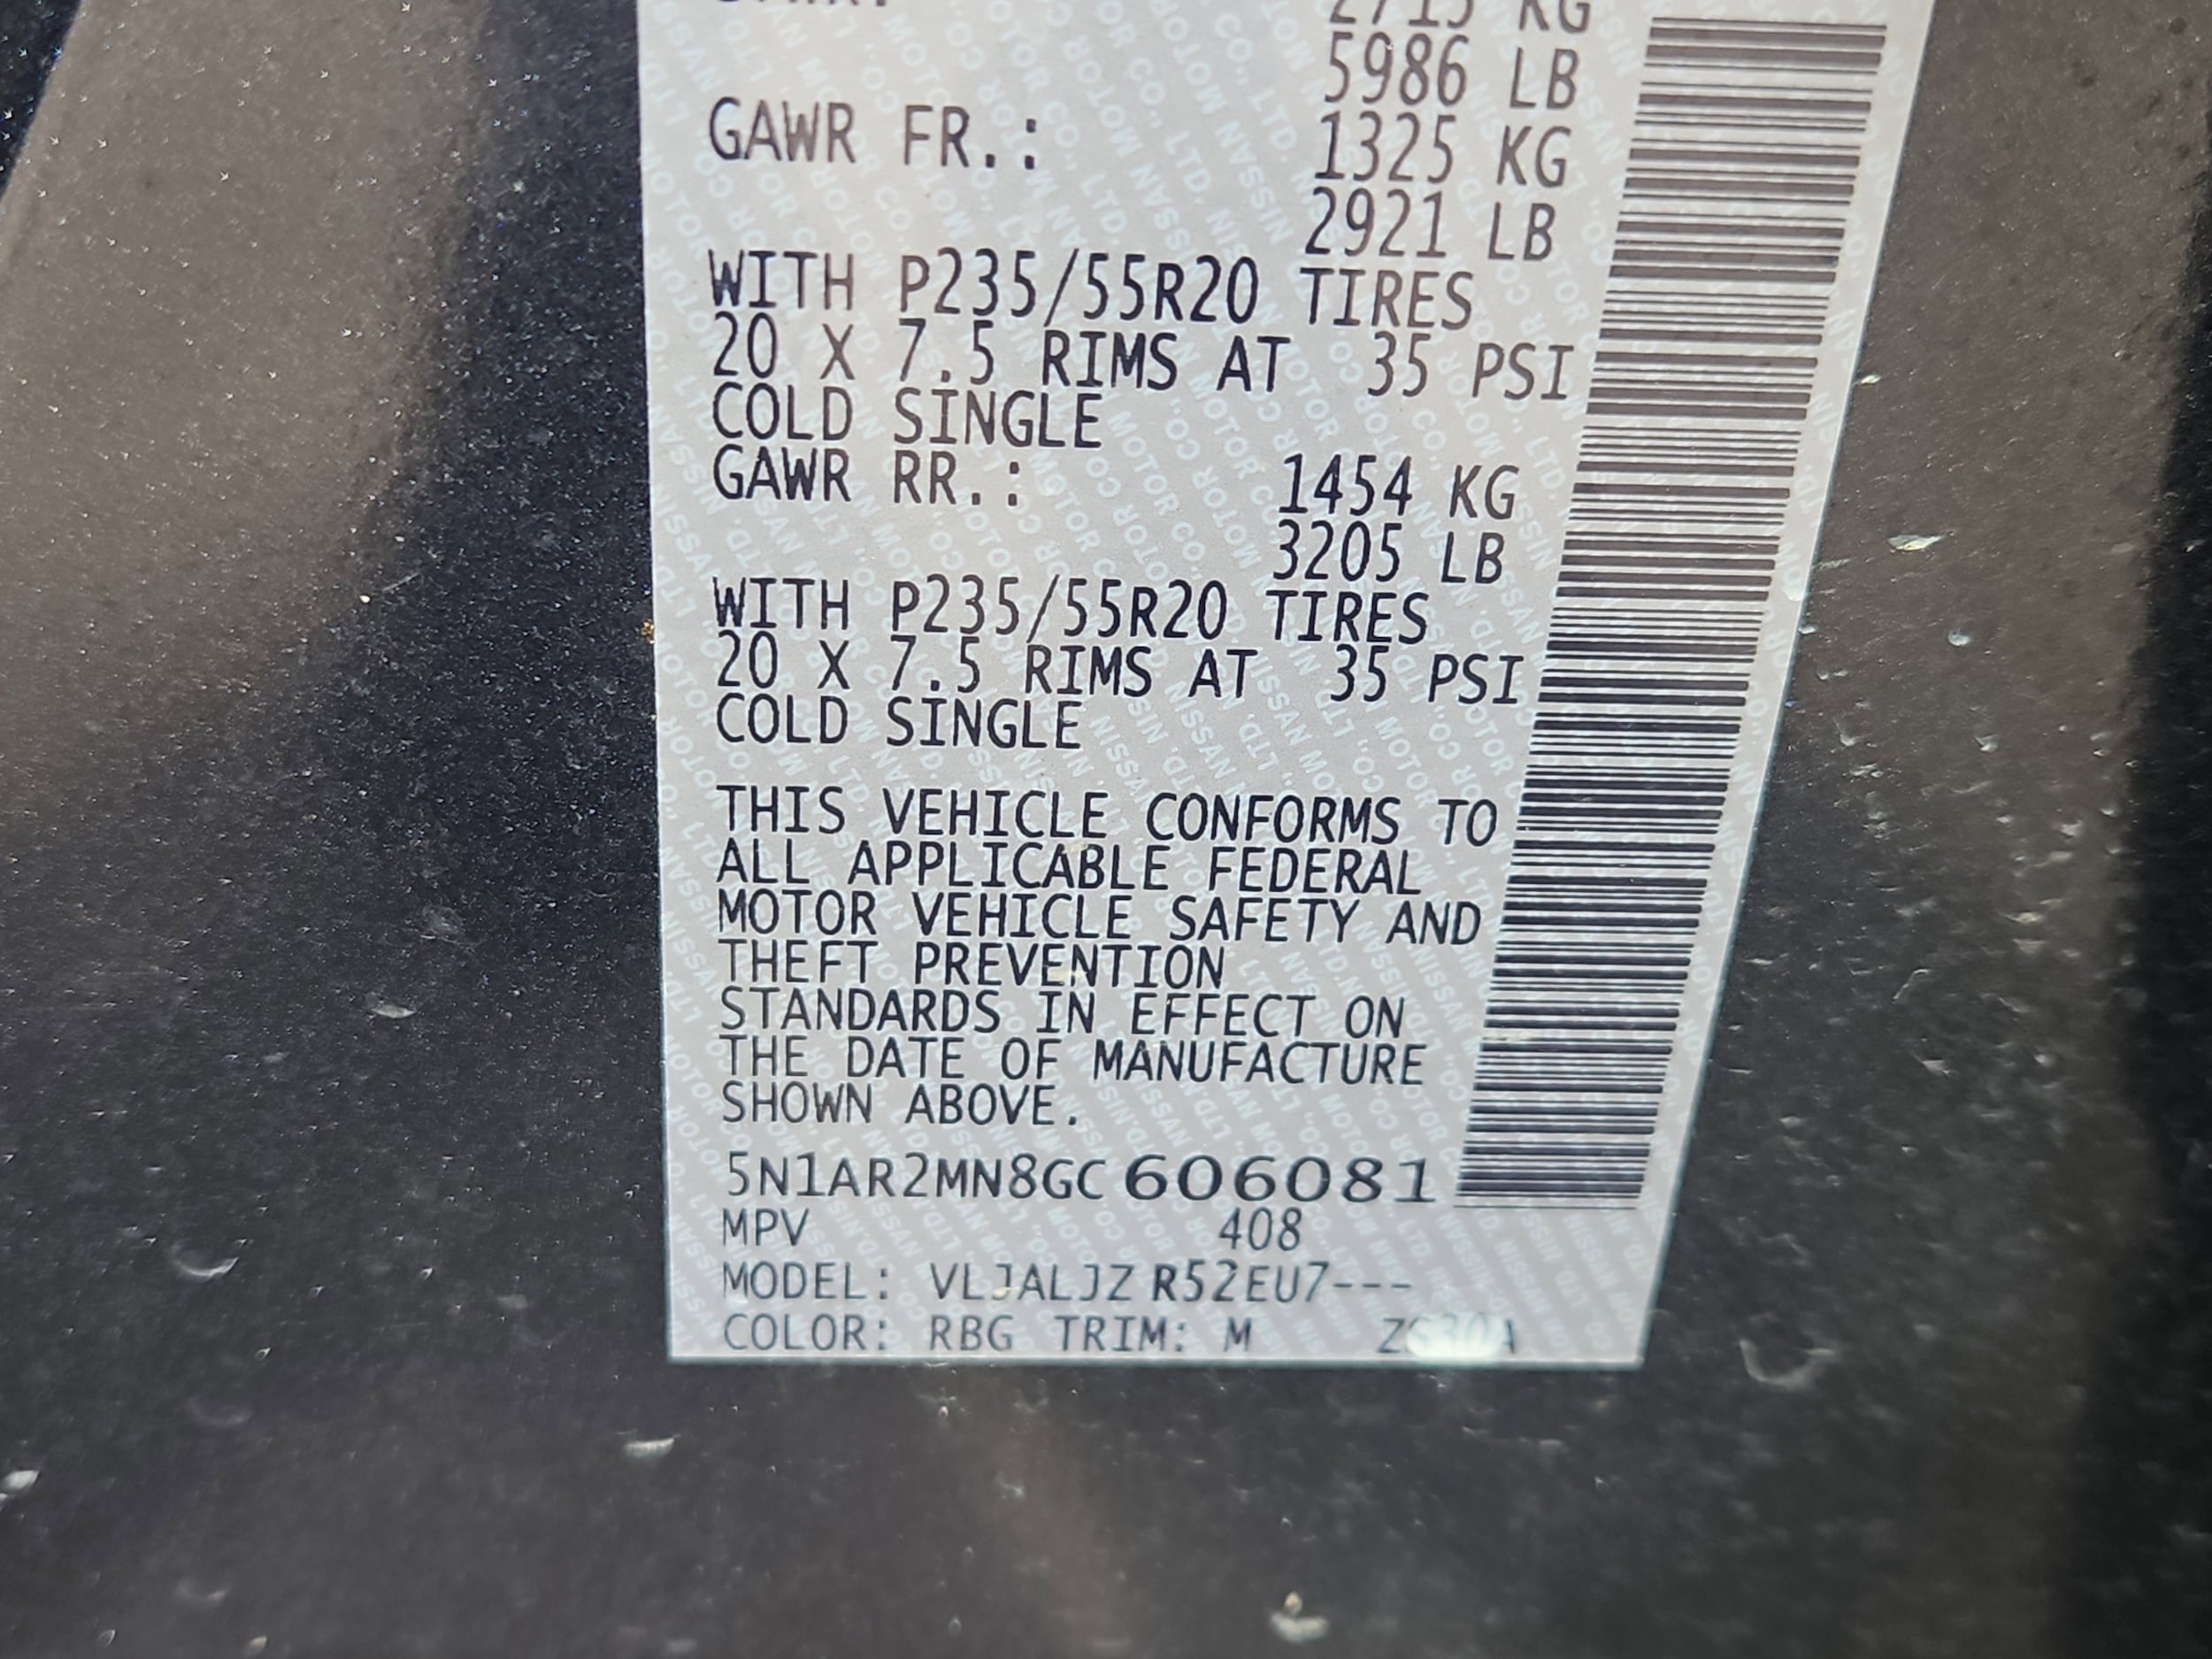 2715 KG
5986 LB
GAWR FR.: 1325 KG
2921 LB
WITH P235/55R20 TIRES
20 X 7.5 RIMS AT 35 PSI
COLD SINGLE
GAWR RR.: 1454 KG
3205 LB
WITH P235/55R20 TIRES
20 X 7.5 RIMS AT 35 PSI
COLD SINGLE
THIS VEHICLE CONFORMS TO
ALL APPLICABLE FEDERAL
MOTOR VEHICLE SAFETY AND
THEFT PREVENTION
STANDARDS IN EFFECT ON
THE DATE OF MANUFACTURE
SHOWN ABOVE.
5N1AR2MN8GC606081
MPV 408
MODEL: VLJALJZ R52EU7---
COLOR: RBG TRIM: M